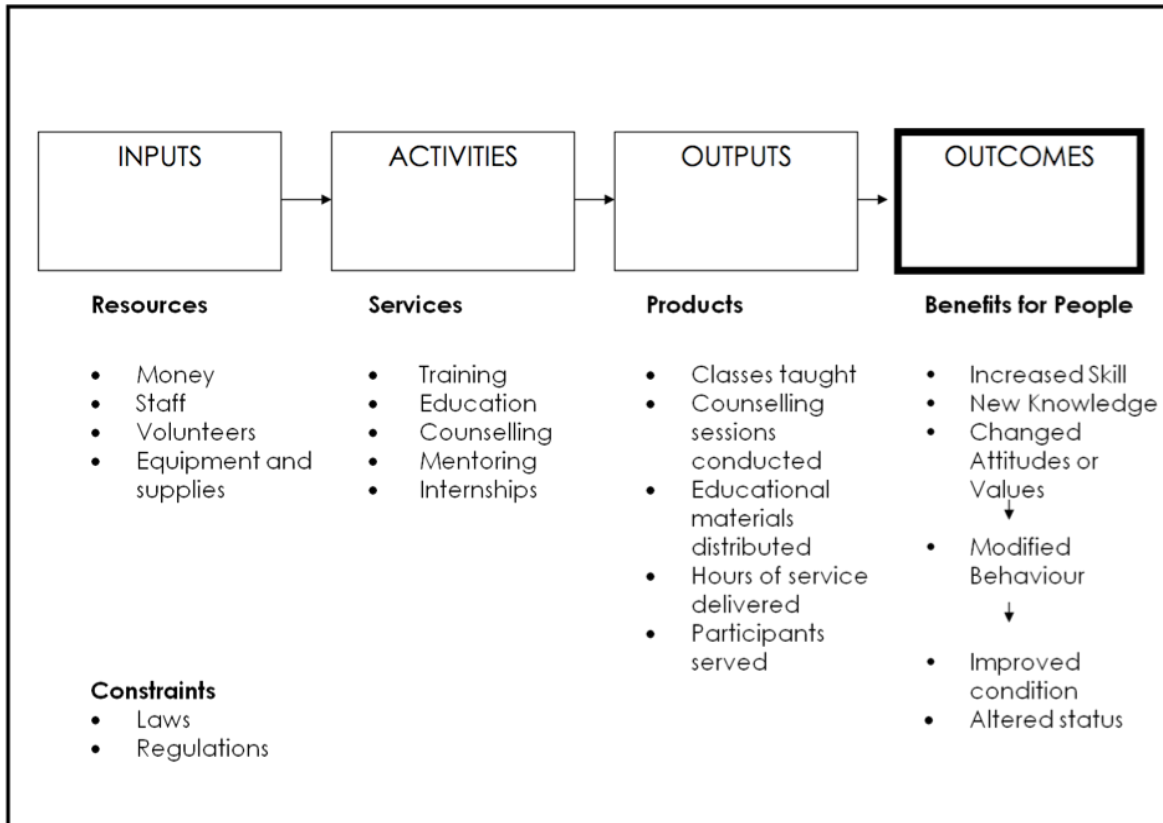 INPUTS
ACTIVITIES
OUTPUTS
OUTCOMES
Resources
• Money
• Staff
• Volunteers
• Equipment and
supplies
Constraints
• Laws
• Regulations
Services
• Training
• Education
• Counselling
• Mentoring
• Internships
Products
• Classes taught
• Counselling
sessions
conducted
• Educational
materials
distributed
• Hours of service
delivered
• Participants
served
Benefits for People
• Increased Skill
• New Knowledge
• Changed
Attitudes or
Values
• Modified
Behaviour
• Improved
condition
• Altered status